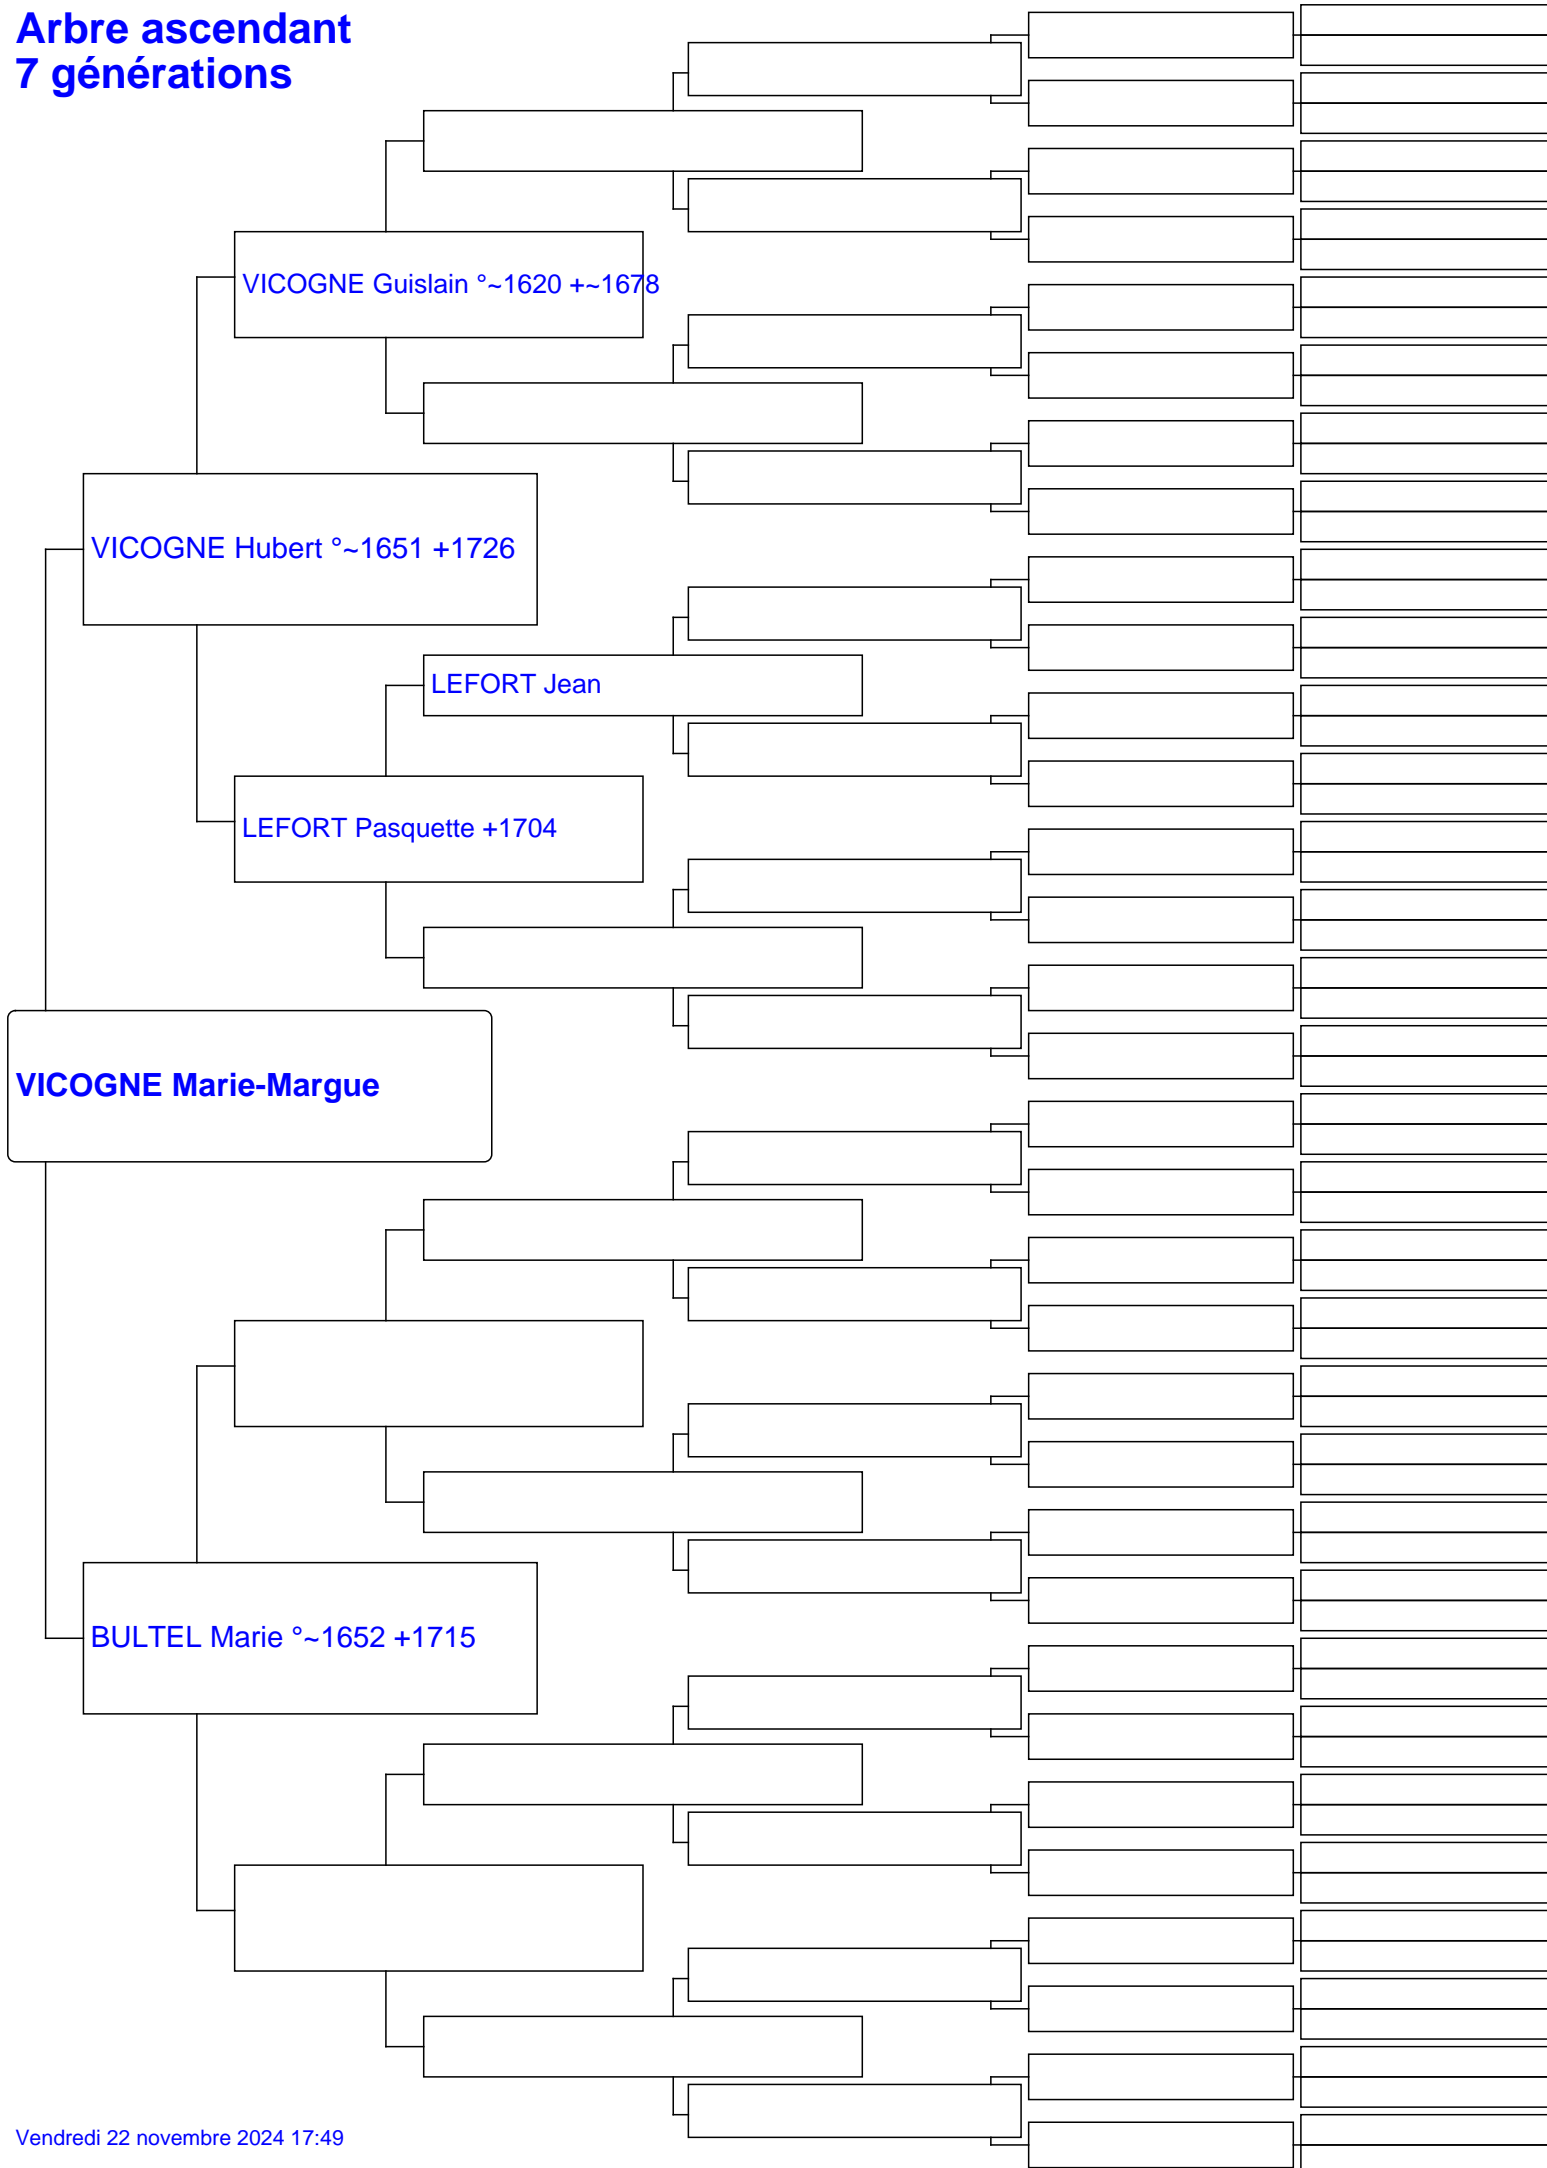 Arbre ascendant
7 générations
VICOGNE Guislain °~1620 +~1678
VICOGNE Hubert °~1651 +1726
LEFORT Jean
LEFORT Pasquette +1704
VICOGNE Marie-Margue
BULTEL Marie °~1652 +1715
Vendredi 22 novembre 2024 17:49